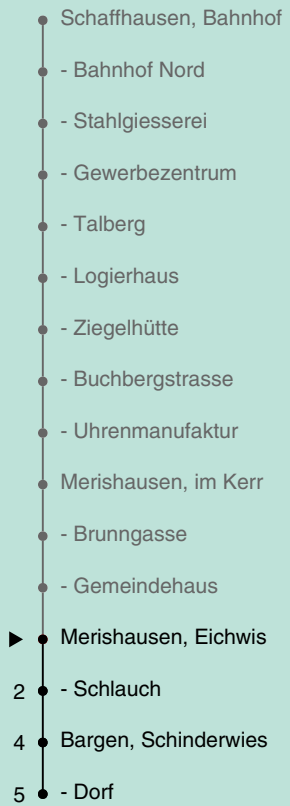 Schaffhausen, Bahnhof
- Bahnhof Nord
- Stahlgiesserei
- Gewerbezentrum
- Talberg
- Logierhaus
- Ziegelhütte
- Buchbergstrasse
- Uhrenmanufaktur
Merishausen, im Kerr
- Brunngasse
- Gemeindehaus
Merishausen, Eichwis
2 - Schlauch
4 Bargen, Schinderwies
5 - Dorf